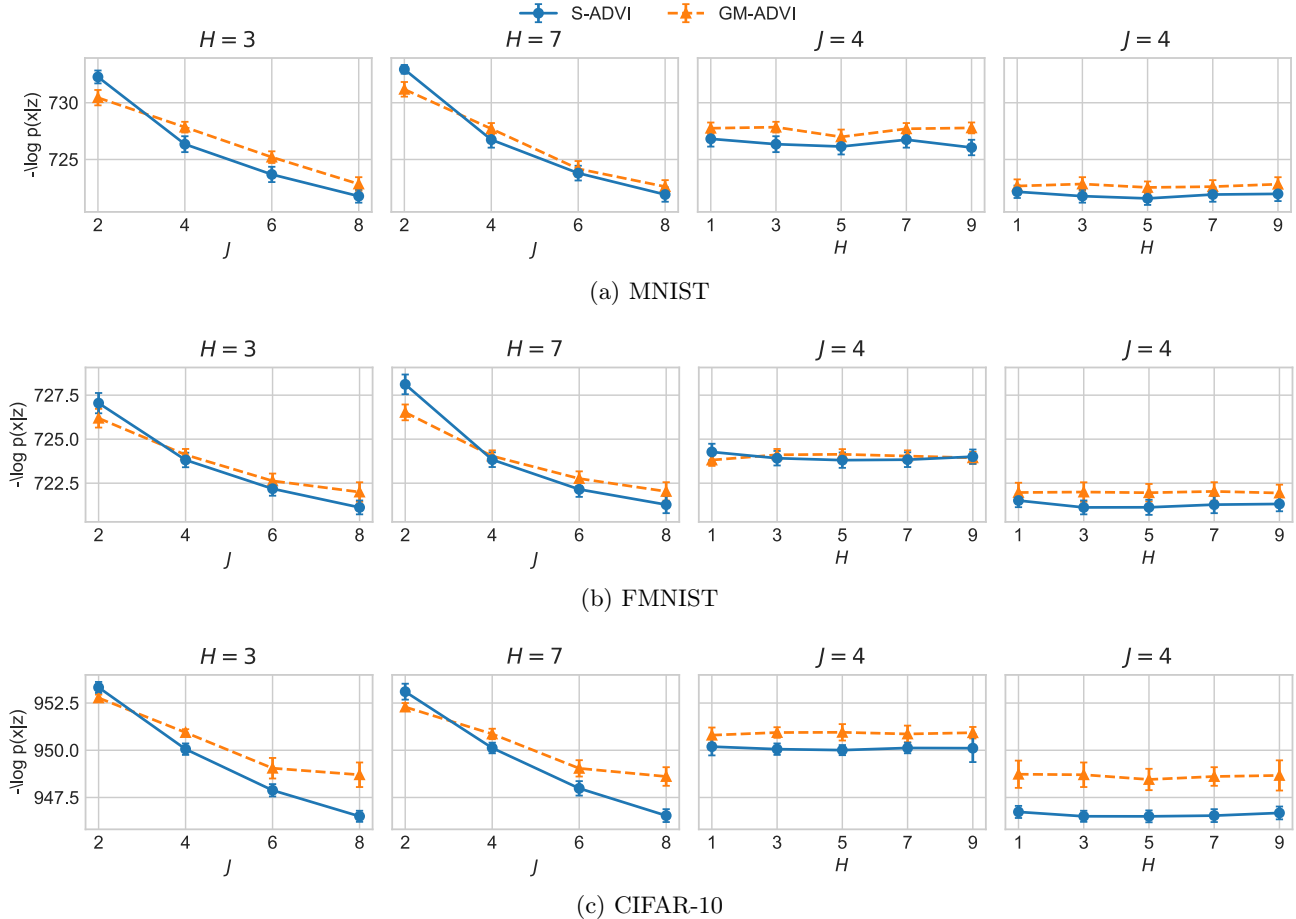 S-ADVI GM-ADVI
H = 3 H = 7 J = 4 J = 4
-\log p(x|z)
730
725
2 4 6 8 2 4 6 8 1 3 5 7 9 1 3 5 7 9
J J H H
(a) MNIST
H = 3 H = 7 J = 4 J = 4
-\log p(x|z)
727.5
725.0
722.5
2 4 6 8 2 4 6 8 1 3 5 7 9 1 3 5 7 9
J J H H
(b) FMNIST
H = 3 H = 7 J = 4 J = 4
-\log p(x|z)
952.5
950.0
947.5
2 4 6 8 2 4 6 8 1 3 5 7 9 1 3 5 7 9
J J H H
(c) CIFAR-10